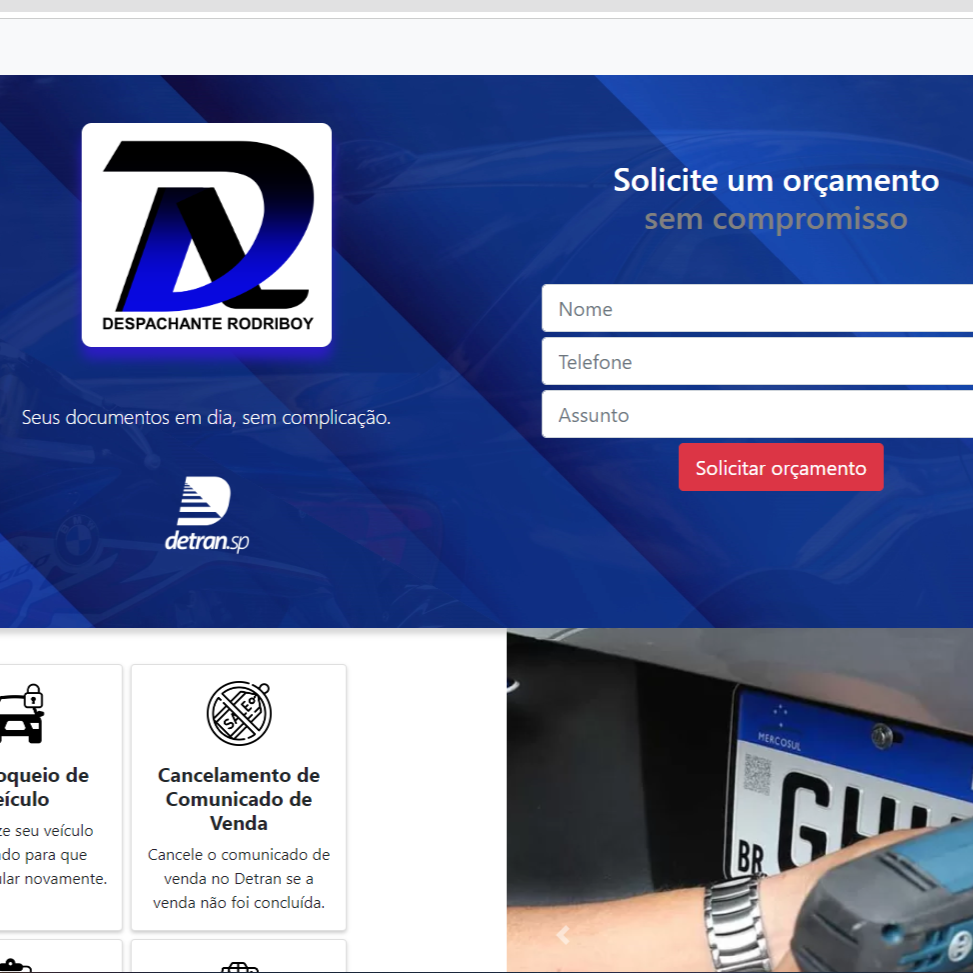 DESPACHANTE RODRIBOY
Seus documentos em dia, sem complicação.
detran.sp
Solicite um orçamento
sem compromisso
Nome
Telefone
Assunto
Solicitar orçamento
oqueio de
eículo
ze seu veículo
do para que
ular novamente.
SALE
Cancelamento de
Comunicado de
Venda
Cancele o comunicado de
venda no Detran se a
venda não foi concluída.
MERCOSUL
BR